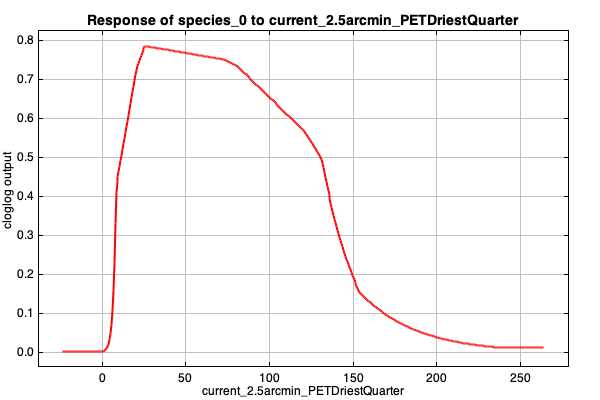 Response of species_0 to current_2.5arcmin_PETDriestQuarter
0.8
0.7
0.6
0.5
0.4
0.3
0.2
0.1
0.0
cloglog output
0 50 100 150 200 250
current_2.5arcmin_PETDriestQuarter